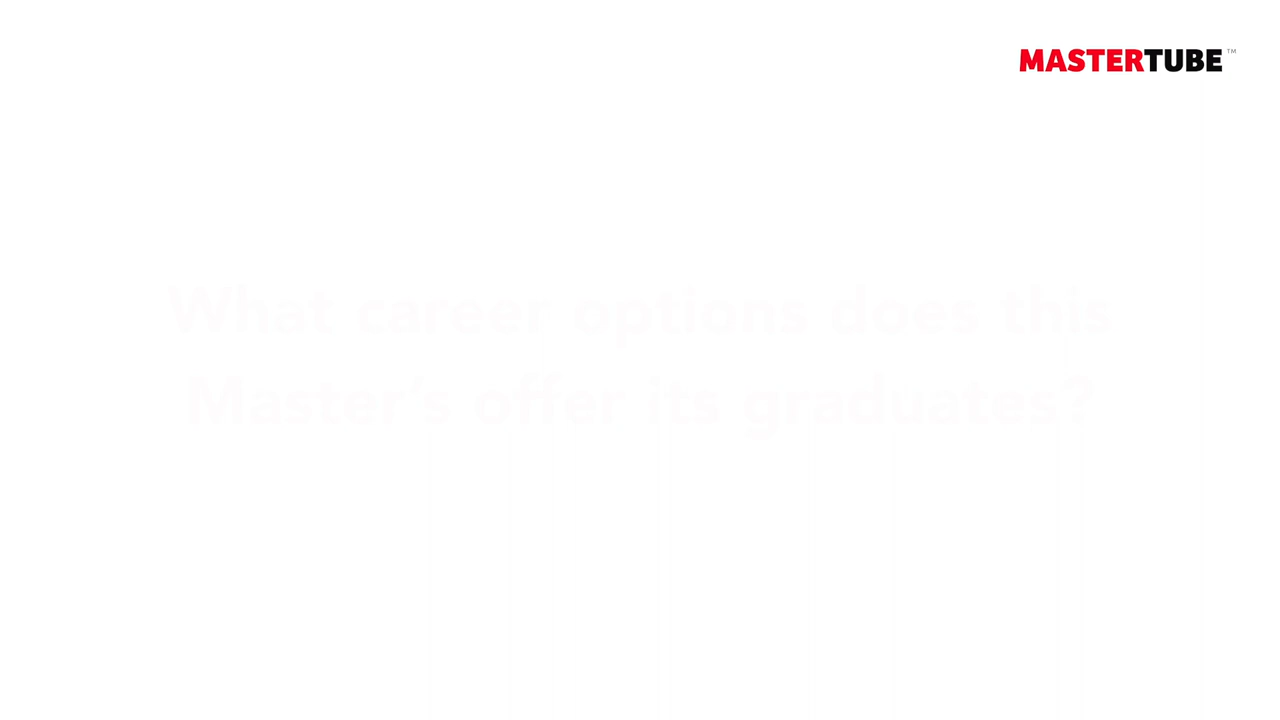 MASTERTUBE™
What career options does this
Master's offer its graduates?